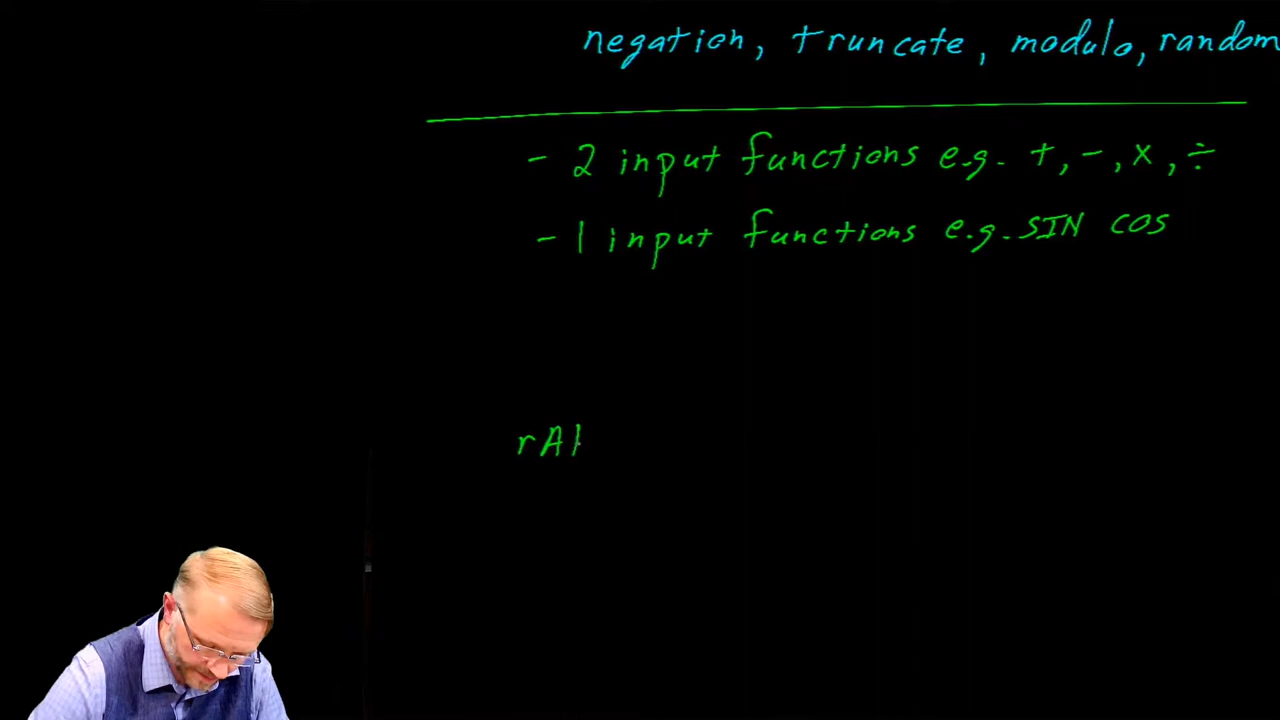 negation, truncate, modulo, random
- 2 input functions e.g. +, -, x, ÷
- 1 input functions e.g. SIN COS
rA